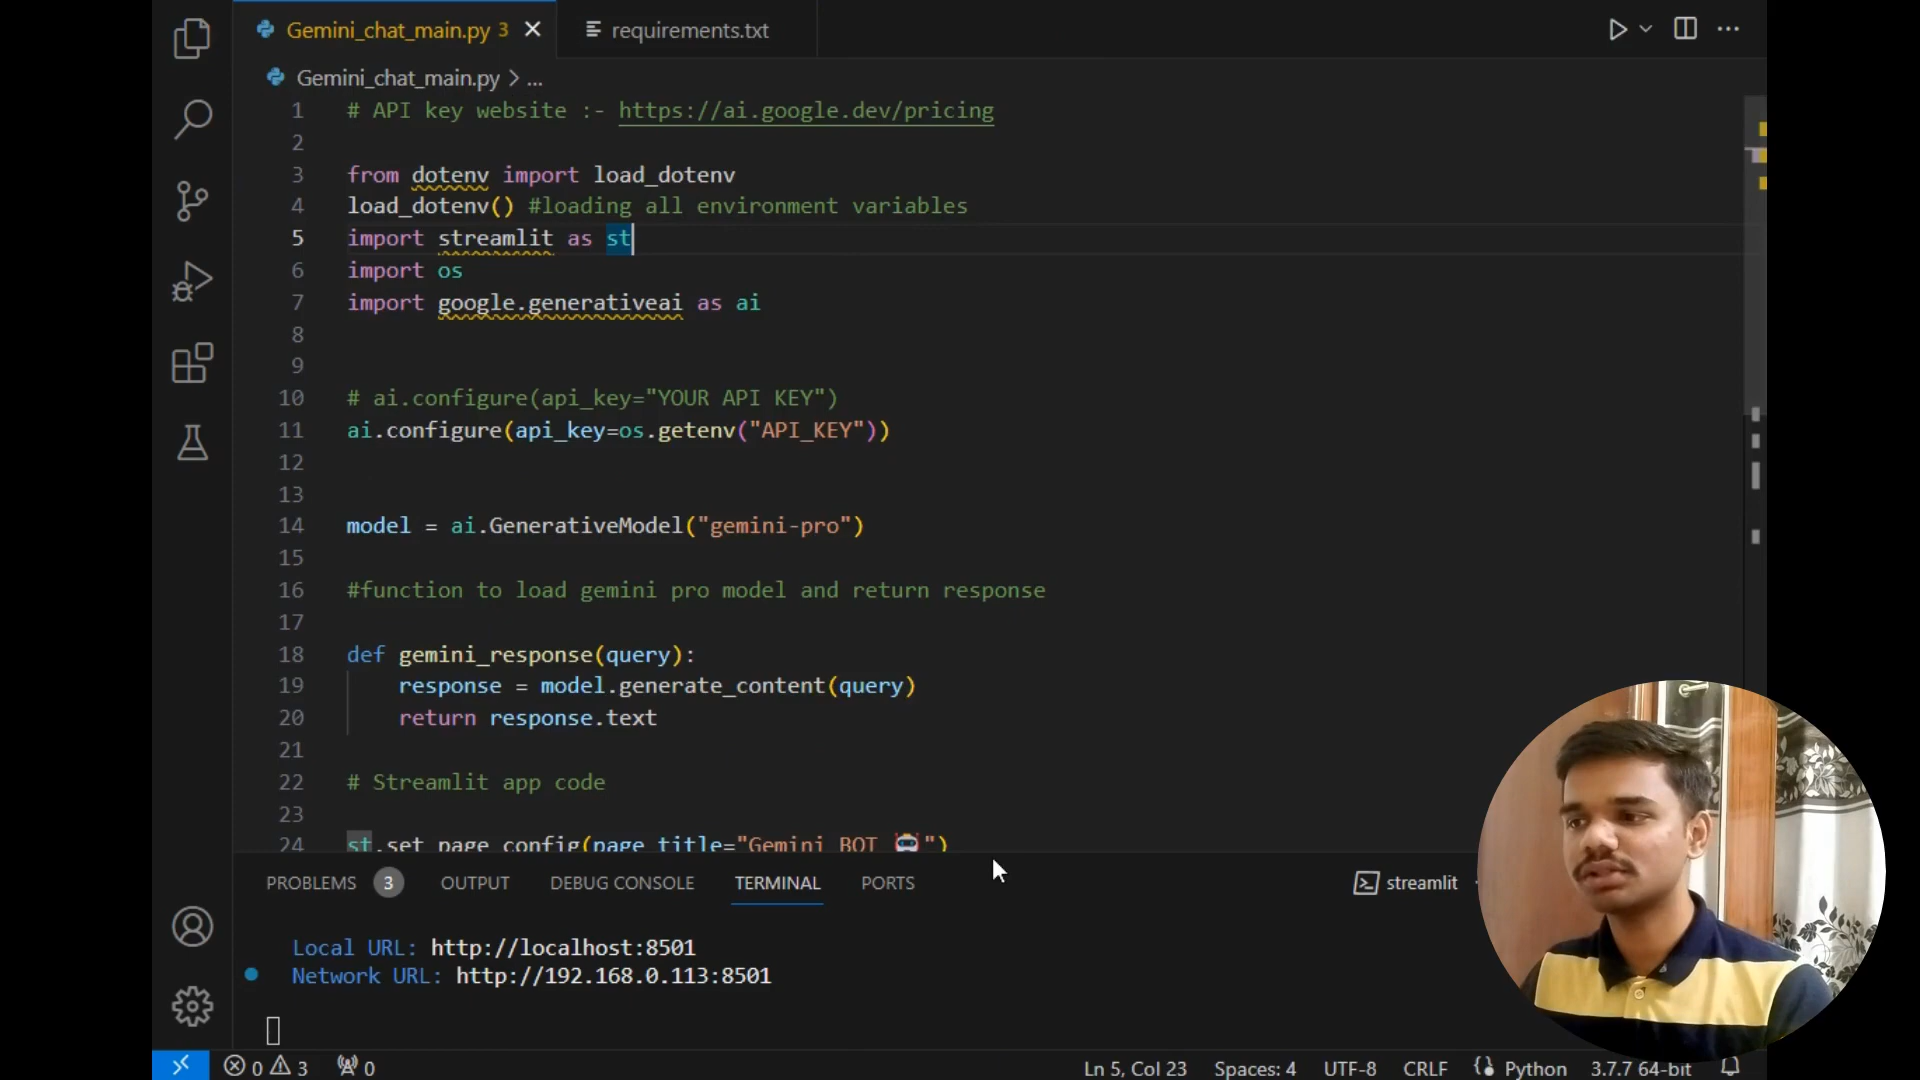 Gemini_chat_main.py 3
requirements.txt
Gemini_chat_main.py > ...
1 # API key website :- https://ai.google.dev/pricing
2
3 from dotenv import load_dotenv
4 load_dotenv() #loading all environment variables
5 import streamlit as st
6 import os
7 import google.generativeai as ai
8
9
10 # ai.configure(api_key="YOUR API KEY")
11 ai.configure(api_key=os.getenv("API_KEY"))
12
13
14 model = ai.GenerativeModel("gemini-pro")
15
16 #function to load gemini pro model and return response
17
18 def gemini_response(query):
19 response = model.generate_content(query)
20 return response.text
21
22 # Streamlit app code
23
24 st.set_page_config(page_title="Gemini BOT 🤖")
PROBLEMS 3 OUTPUT DEBUG CONSOLE TERMINAL PORTS streamlit
Local URL: http://localhost:8501
Network URL: http://192.168.0.113:8501
0 3 0 Ln 5, Col 23 Spaces: 4 UTF-8 CRLF Python 3.7.7 64-bit